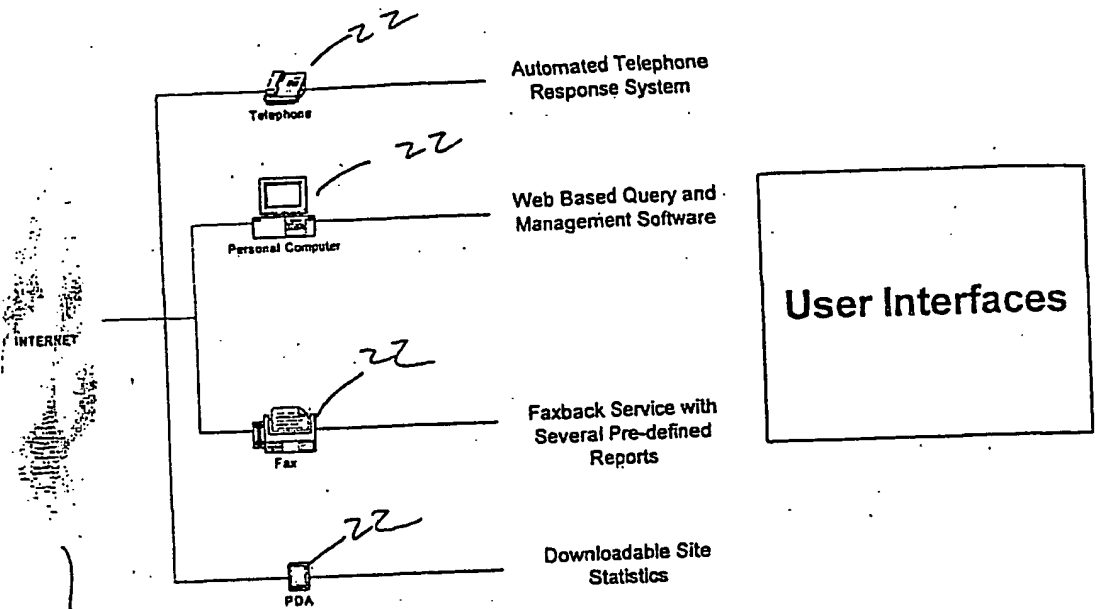 22
Automated Telephone
Response System
Telephone
22
Web Based Query and
Management Software
Personal Computer
User Interfaces
INTERNET
22
Faxback Service with
Several Pre-defined
Reports
Fax
22
Downloadable Site
Statistics
PDA